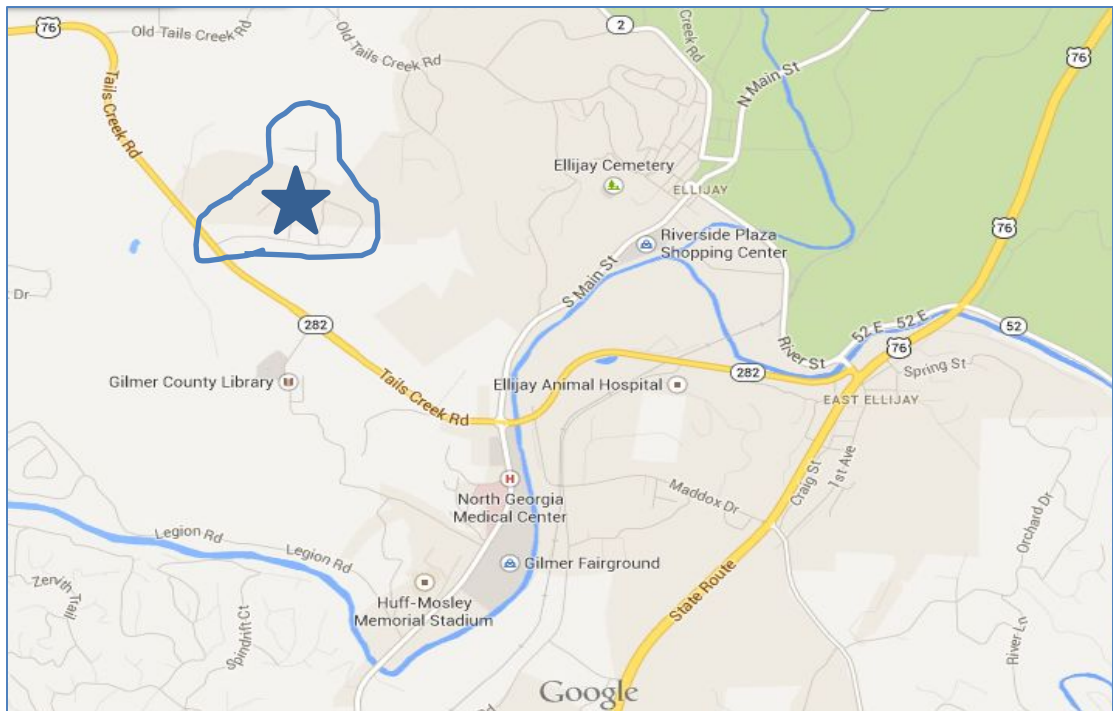 76
Old Tails Creek Rd
Old Tails Creek Rd
2
Creek Rd
N Main St
76
Tails Creek Rd
Ellijay Cemetery
ELLIJAY
Riverside Plaza
Shopping Center
76
S Main St
Dr
282
River St
52 E
52 E
52
76
Spring St
Gilmer County Library
Tails Creek Rd
Ellijay Animal Hospital
282
EAST ELLIJAY
H
North Georgia
Medical Center
Maddox Dr
Craig St
1st Ave
Orchard Dr
Legion Rd
Legion Rd
Gilmer Fairground
State Route
Zenith Trail
Huff-Mosley
Memorial Stadium
Spindrift Ct
River Ln
Google
Rd